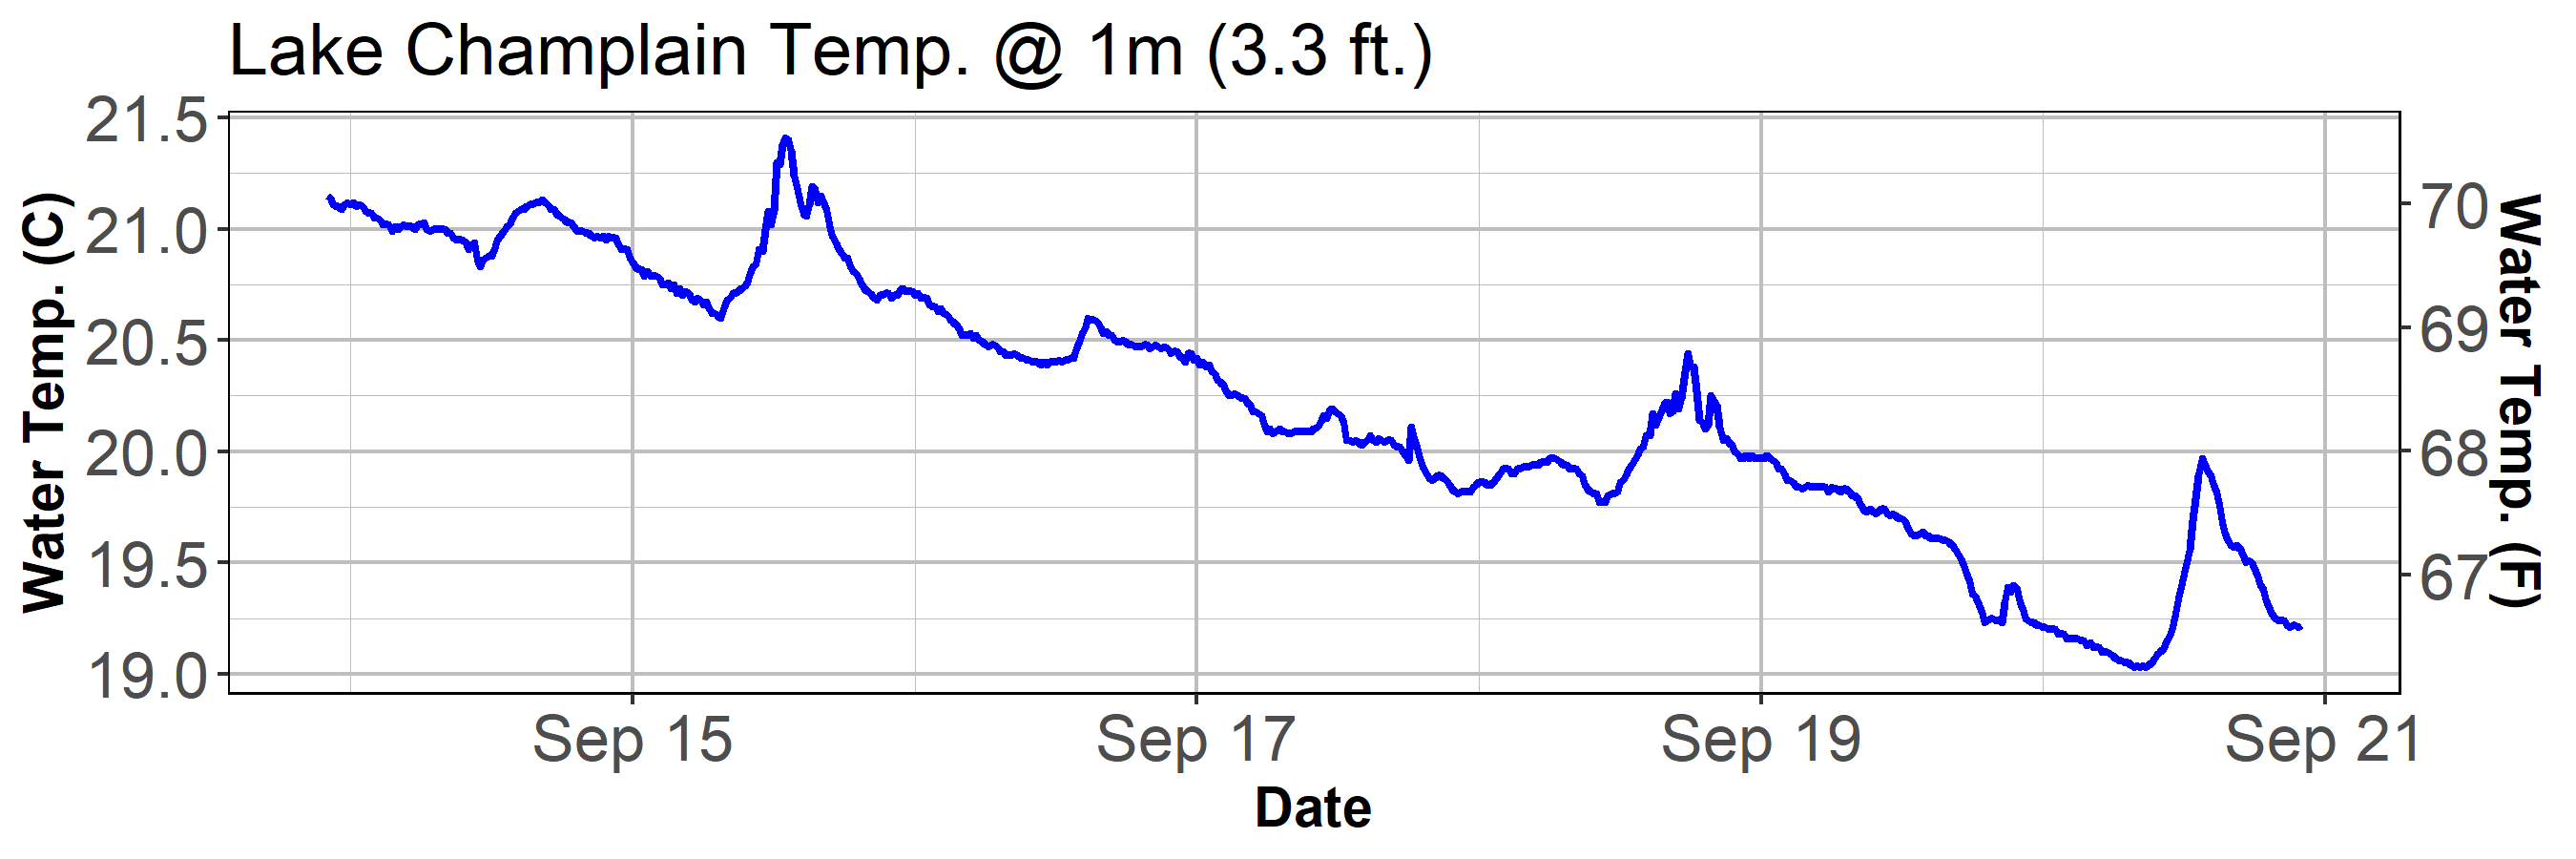 Lake Champlain Temp. @ 1m (3.3 ft.)
Water Temp. (C)
21.5
21.0
20.5
20.0
19.5
19.0
70
69
68
67
Water Temp. (F)
Sep 15
Sep 17
Sep 19
Sep 21
Date